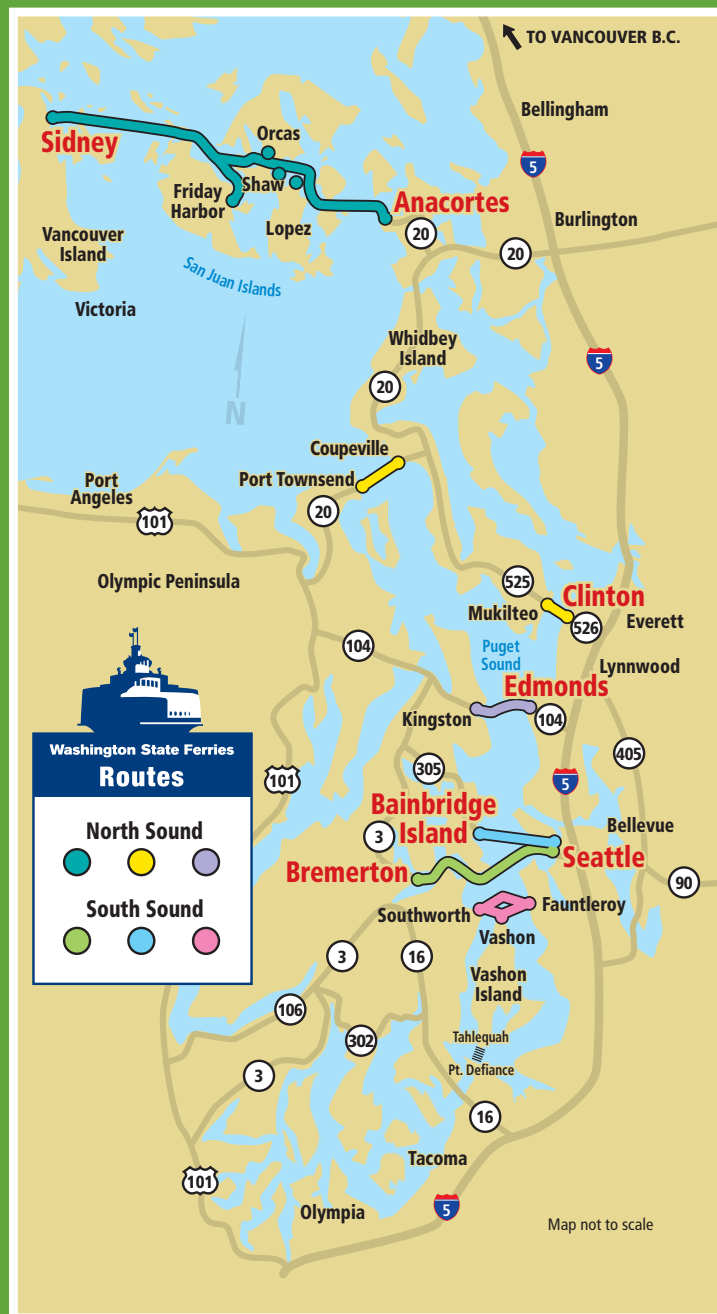 TO VANCOUVER B.C.
Bellingham
Sidney
Orcas
5
Friday
Harbor
Shaw
Anacortes
Lopez
Burlington
20
20
Vancouver
Island
San Juan Islands
Victoria
Whidbey
Island
5
20
N
Coupeville
Port Townsend
Port
Angeles
20
101
Olympic Peninsula
525
Clinton
Mukilteo
526
Everett
104
Puget
Sound
Lynnwood
Edmonds
Kingston
104
405
305
101
5
Bainbridge
Island
3
Bellevue
Seattle
Bremerton
90
Southworth
Fauntleroy
Vashon
3
16
Vashon
Island
106
302
Tahlequah
Pt. Defiance
3
16
Tacoma
101
Olympia
5
Map not to scale
Washington State Ferries
Routes
North Sound
South Sound